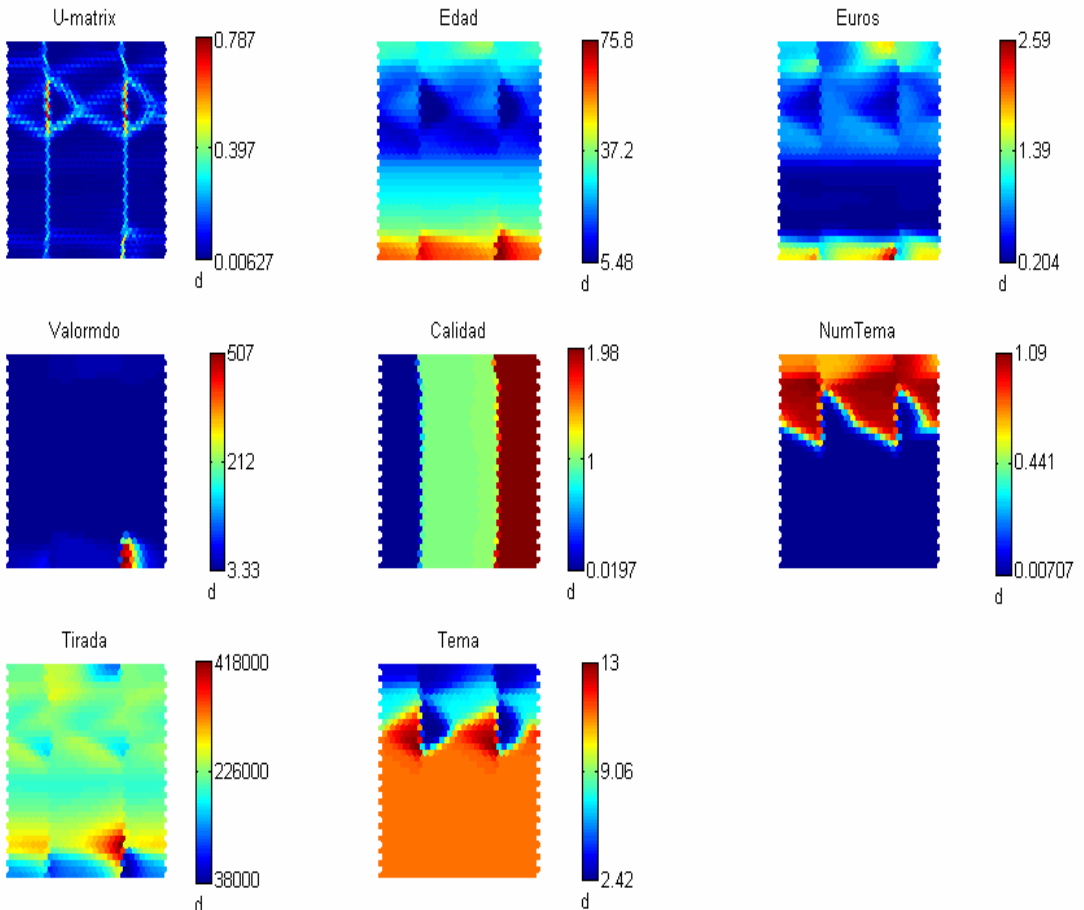 U-matrix
0.787
0.397
0.00627
d
Edad
75.8
37.2
5.48
d
Euros
2.59
1.39
0.204
d
Valormdo
507
212
3.33
d
Calidad
1.98
1
0.0197
d
NumTema
1.09
0.441
0.00707
d
Tirada
418000
226000
38000
d
Tema
13
9.06
2.42
d